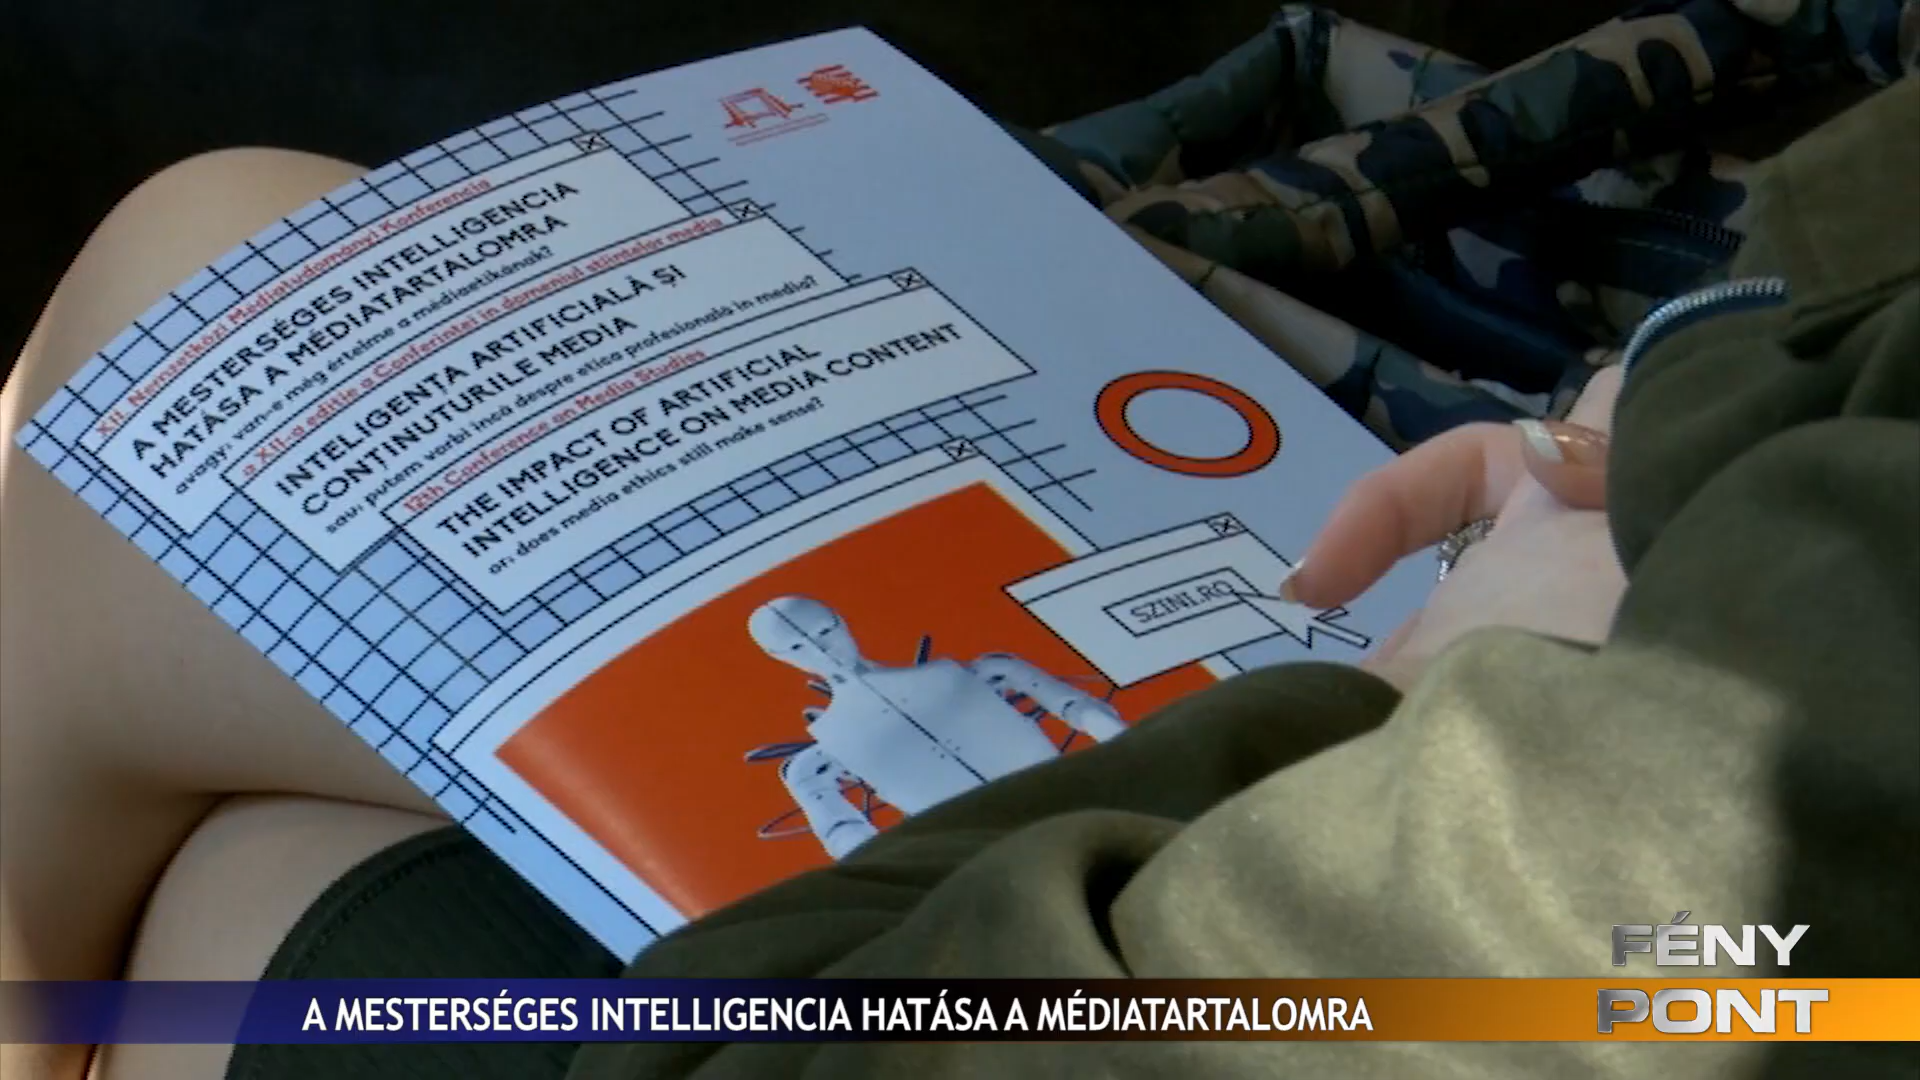 XII. Nemzetközi Médiatudományi Konferencia
A MESTERSÉGES INTELLIGENCIA
HATÁSA A MÉDIATARTALOMRA
avagy: van-e még értelme a médiaetikának?
a XII-a ediție a Conferinței în domeniul științelor media
INTELIGENȚA ARTIFICIALĂ ȘI
CONȚINUTURILE MEDIA
sau: putem vorbi încă despre etica profesională în media?
12th Conference on Media Studies
THE IMPACT OF ARTIFICIAL
INTELLIGENCE ON MEDIA CONTENT
or: does media ethics still make sense?
SZINI.RO
FÉNY
PONT
A MESTERSÉGES INTELLIGENCIA HATÁSA A MÉDIATARTALOMRA